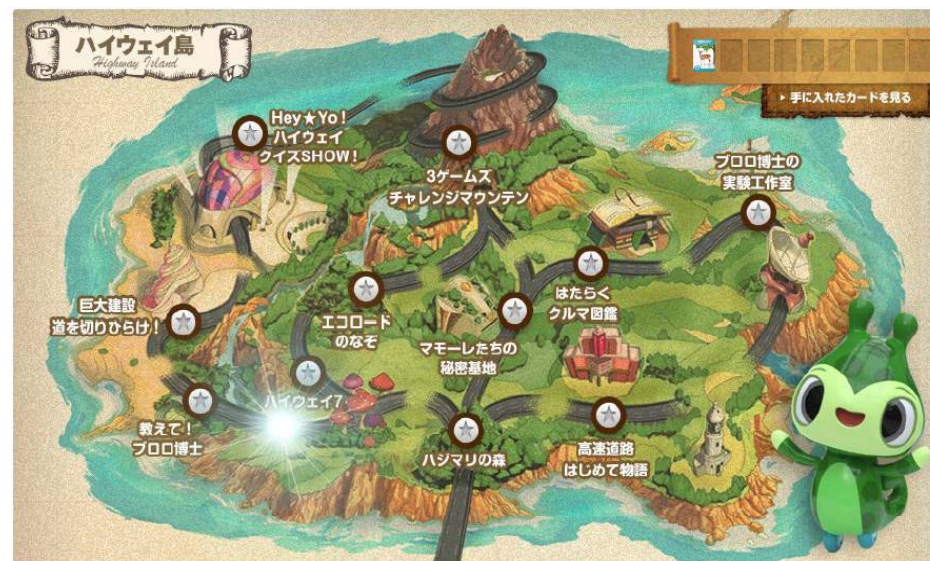 ハイウェイ島
Highway Island
▸ 手に入れたカードを見る
Hey★Yo!
ハイウェイ
クイズSHOW!
3ゲームズ
チャレンジマウンテン
ブロロ博士の
実験工作室
はたらく
クルマ図鑑
巨大建設
道を切りひらけ!
エコロード
のなぞ
マモーレたちの
秘密基地
ハイウェイ7
教えて!
ブロロ博士
ハジマリの森
高速道路
はじめて物語